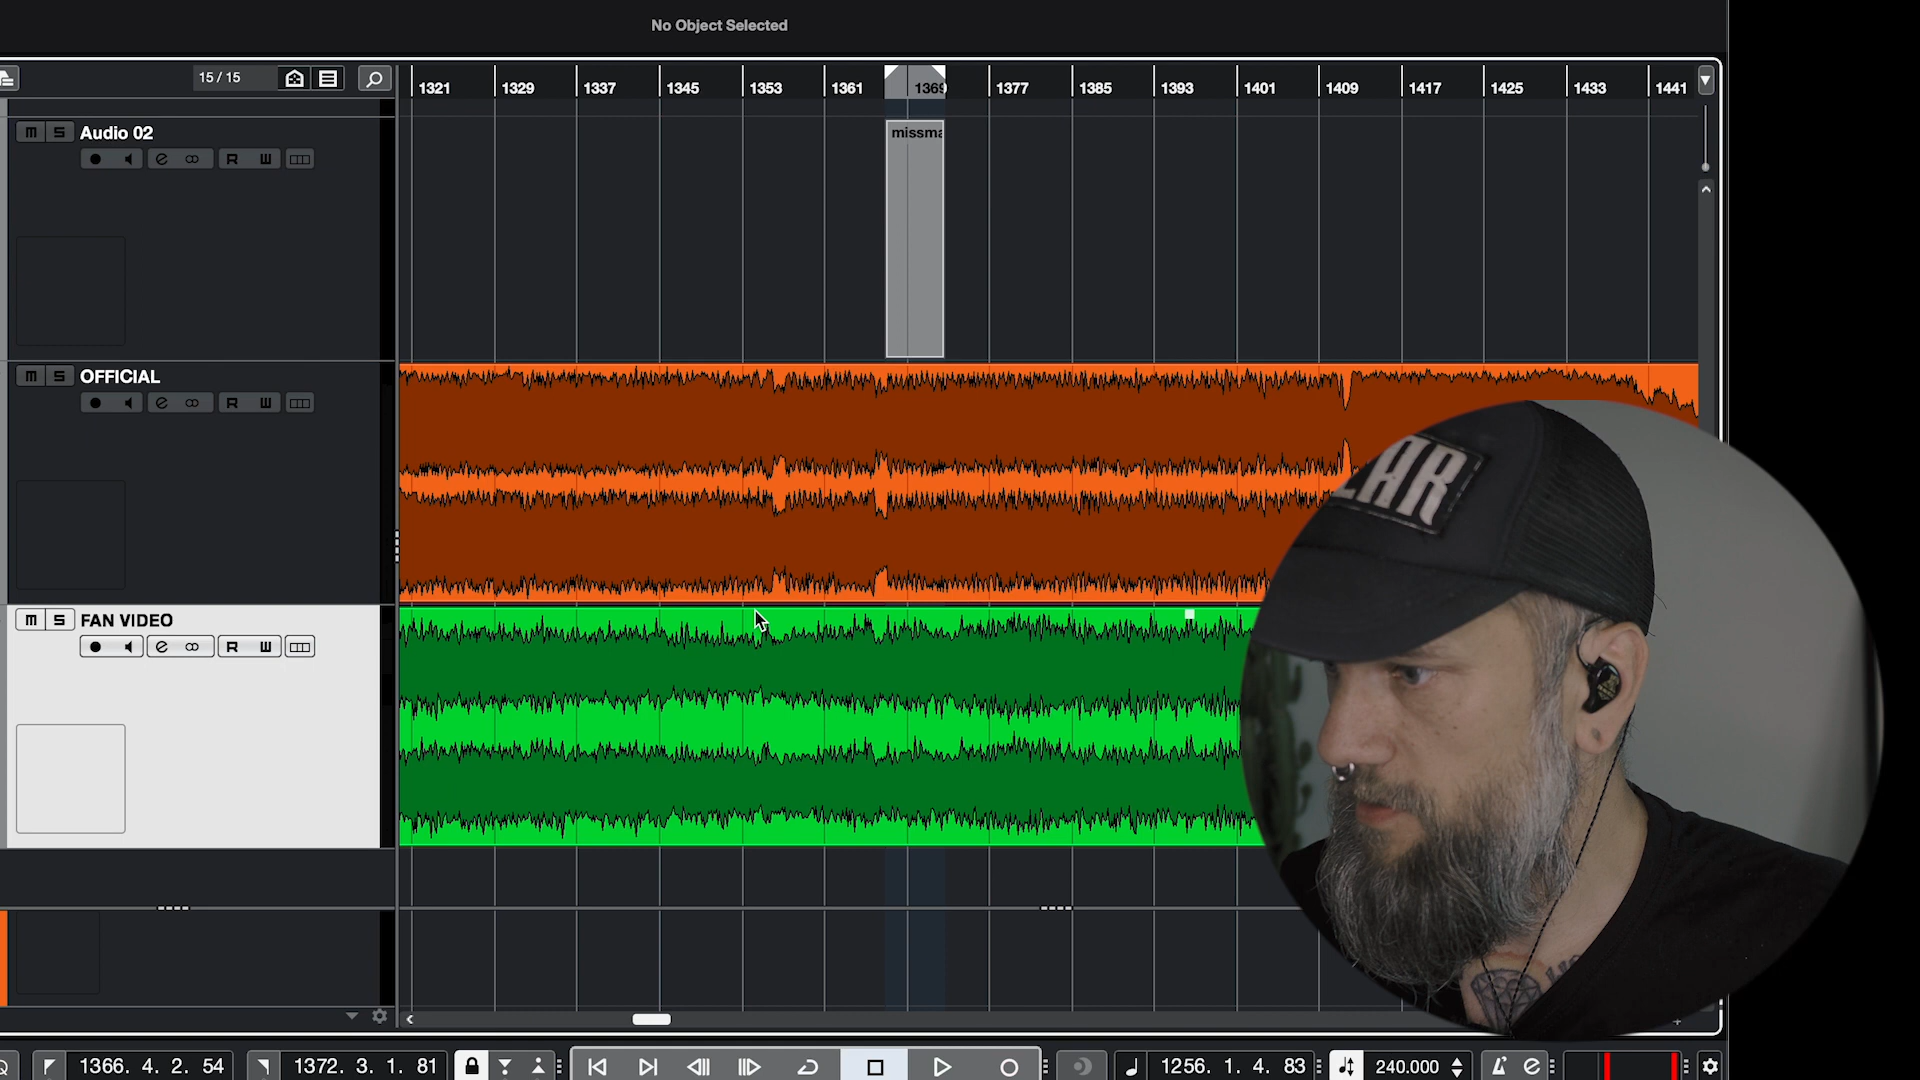 No Object Selected
15 / 15
1321 1329 1337 1345 1353 1361 1369 1377 1385 1393 1401 1409 1417 1425 1433 1441
M S Audio 02
missma
e R W
M S OFFICIAL
e R W
M S FAN VIDEO
e R W
1366. 4. 2. 54
1372. 3. 1. 81
1256. 1. 4. 83
240.000
e